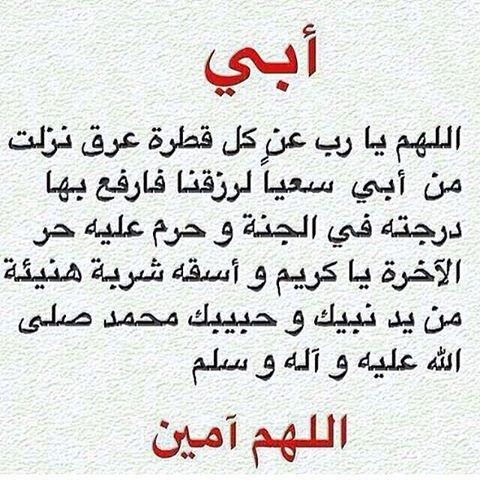 أبي
اللهم يا رب عن كل قطرة عرق نزلت
من أبي سعياً لرزقنا فارفع بها
درجته في الجنة و حرم عليه حر
الآخرة يا كريم و أسقه شربة هنيئة
من يد نبيك و حبيبك محمد صلى
الله عليه و آله و سلم
اللهم آمين